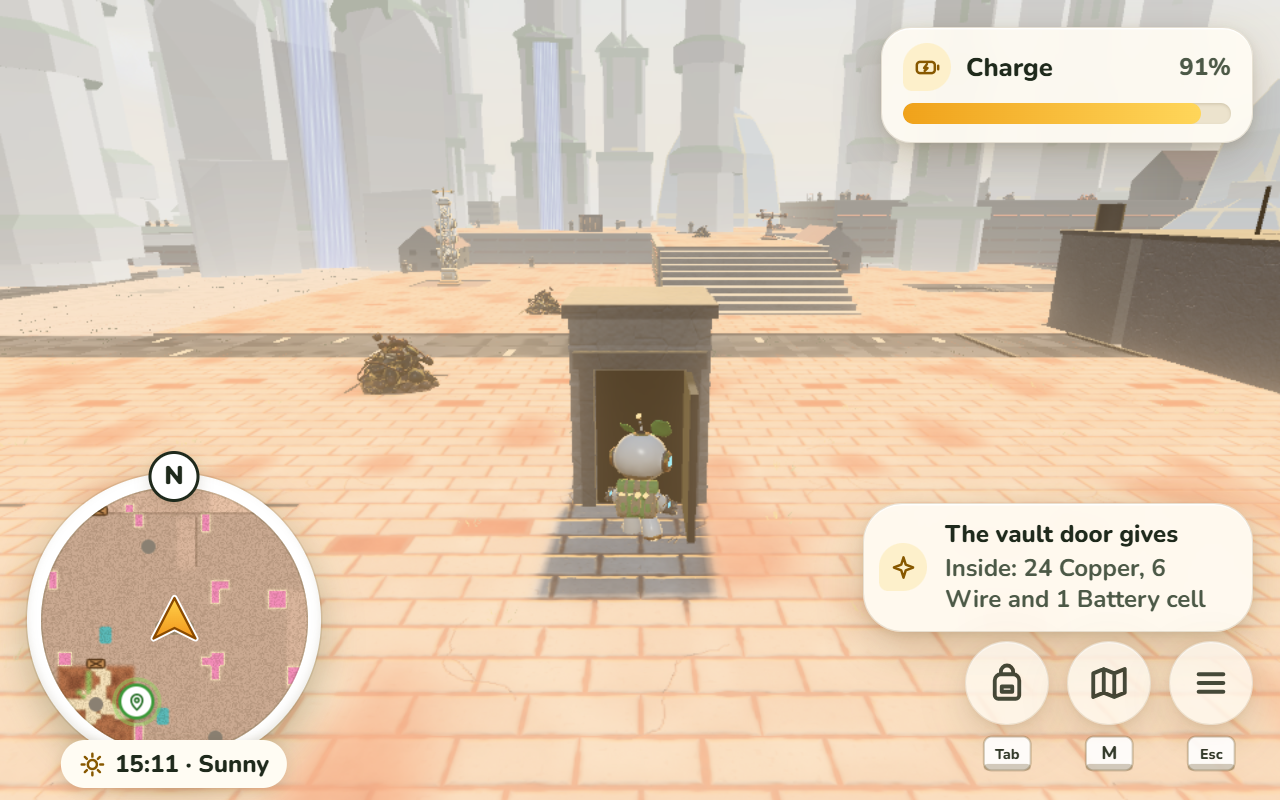 Charge 91%
N
The vault door gives
Inside: 24 Copper, 6
Wire and 1 Battery cell
15:11 · Sunny
Tab M Esc